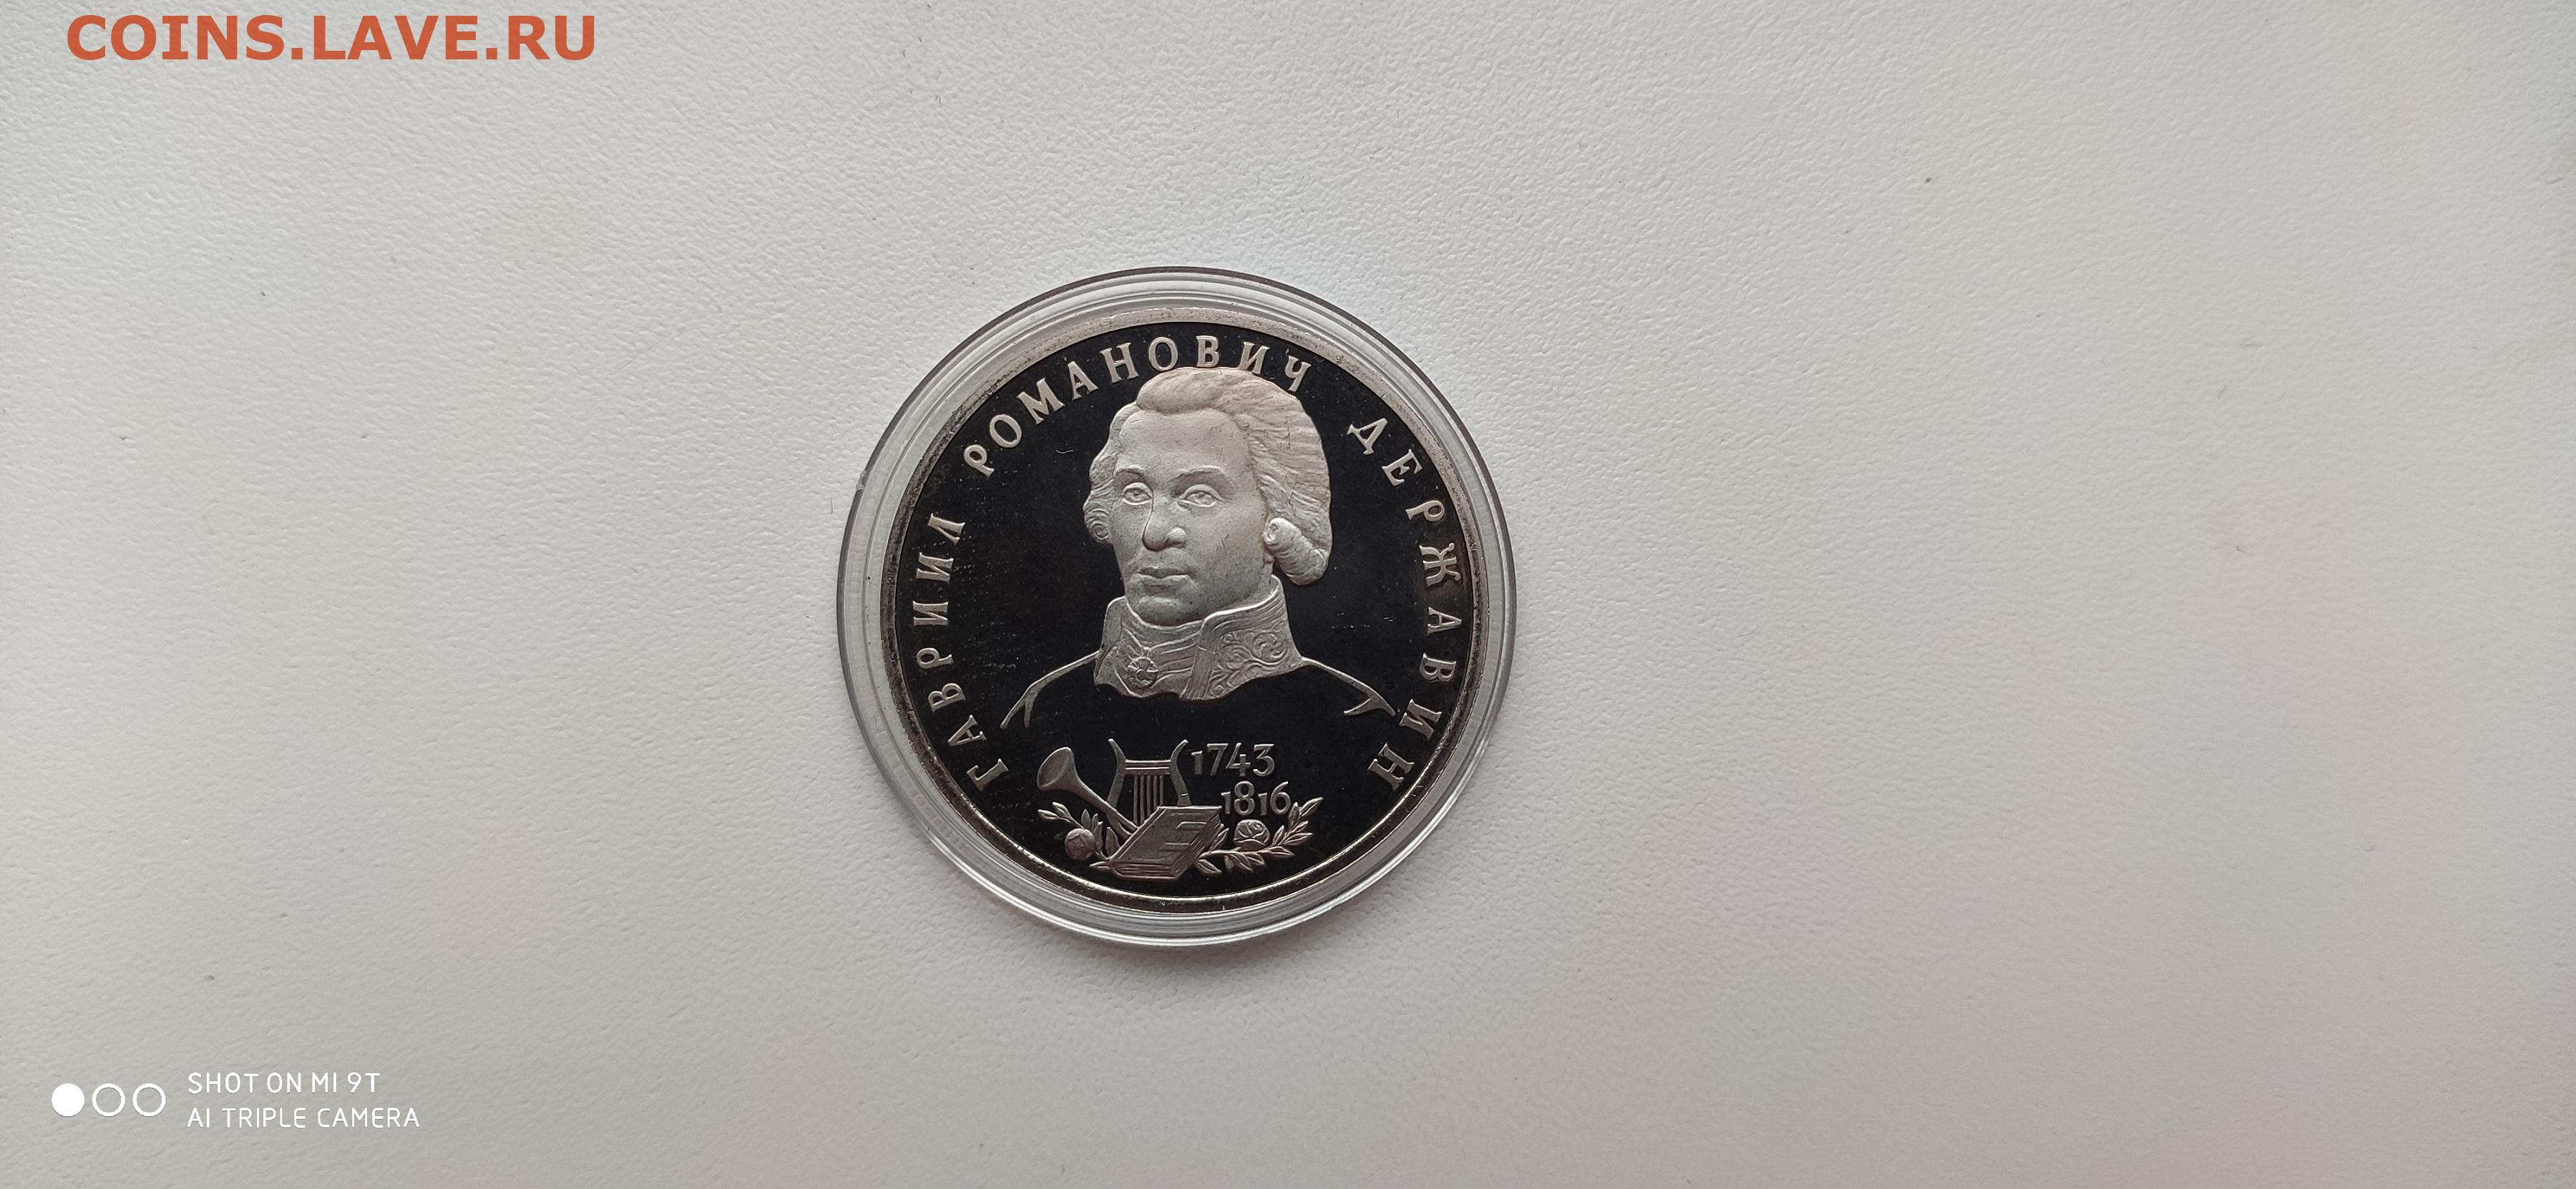 COINS.LAVE.RU
ГАВРИИЛ РОМАНОВИЧ ДЕРЖАВИН
1743
1816
SHOT ON MI 9T
AI TRIPLE CAMERA